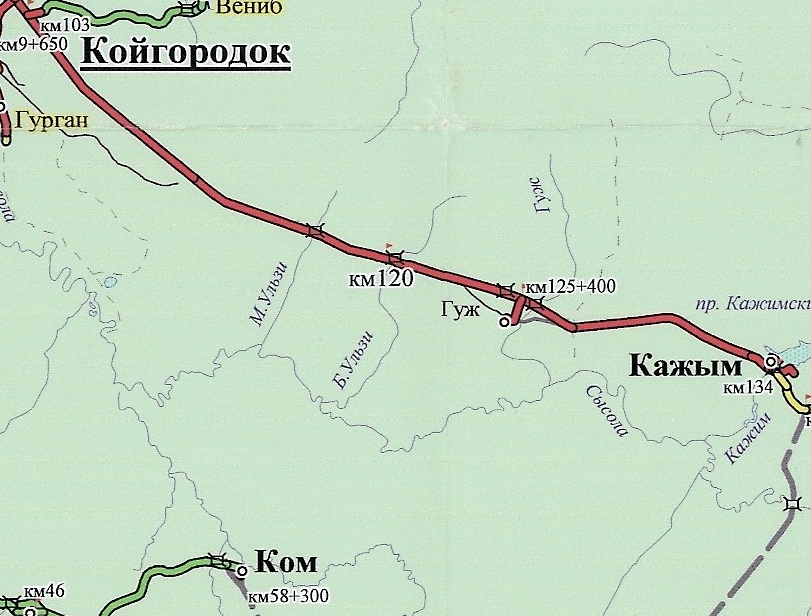 Вениб
км103
км9+650
Койгородок
Гурган
Гуж
М.Ульзи
км120
км125+400
Гуж
пр. Кажимски
Б.Ульзи
Кажым
км134
Сысола
Кажим
Ком
км58+300
км46